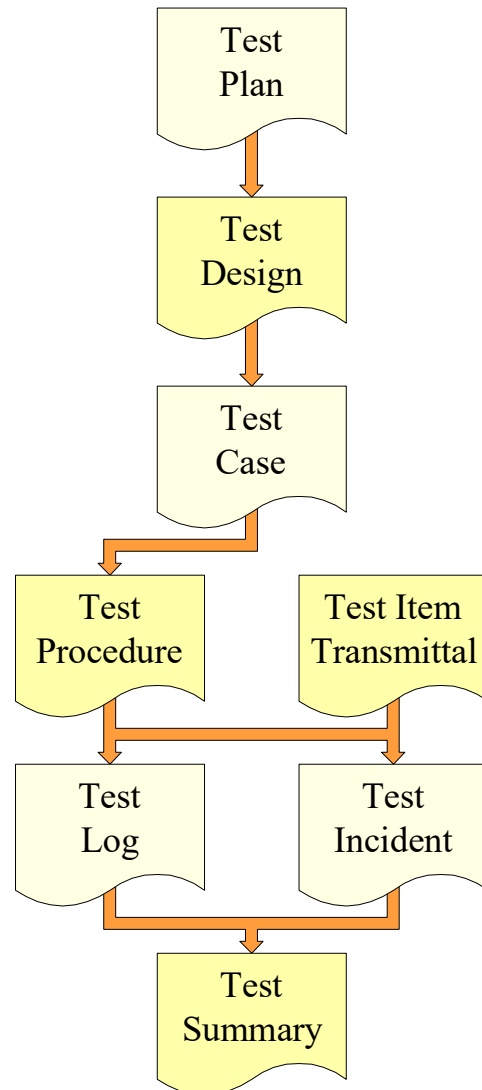 Test
Plan
Test
Design
Test
Case
Test
Procedure
Test Item
Transmittal
Test
Log
Test
Incident
Test
Summary